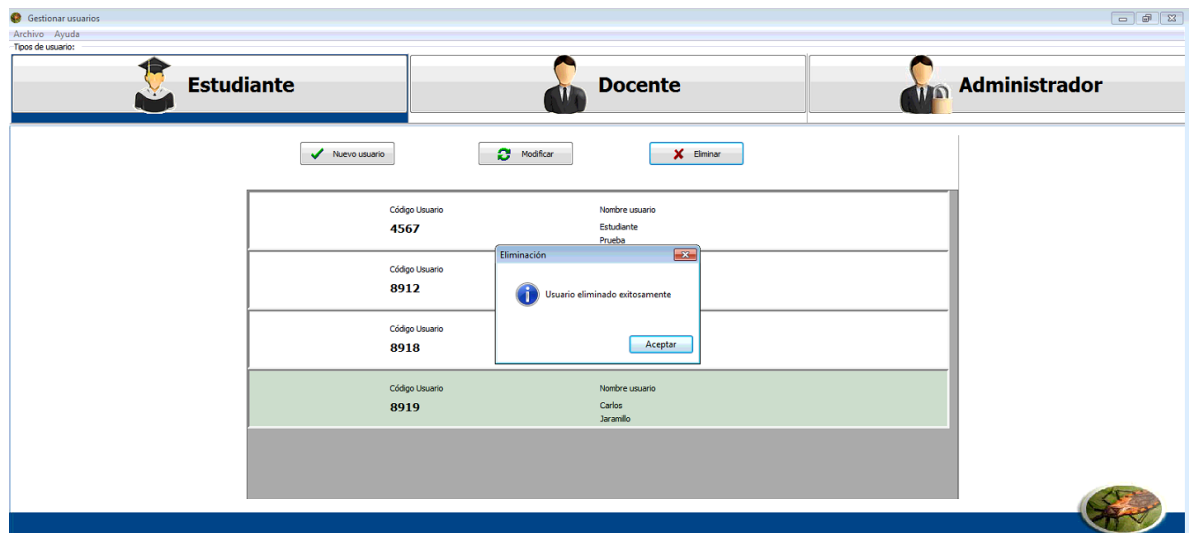 Gestionar usuarios
Archivo Ayuda
Tipos de usuario:
Estudiante Docente Administrador
Nuevo usuario Modificar Eliminar
Código Usuario Nombre usuario
4567 Estudiante
Prueba
Eliminación
Código Usuario
8912
Usuario eliminado exitosamente
Código Usuario
8918
Aceptar
Código Usuario Nombre usuario
8919 Carlos
Jaramillo